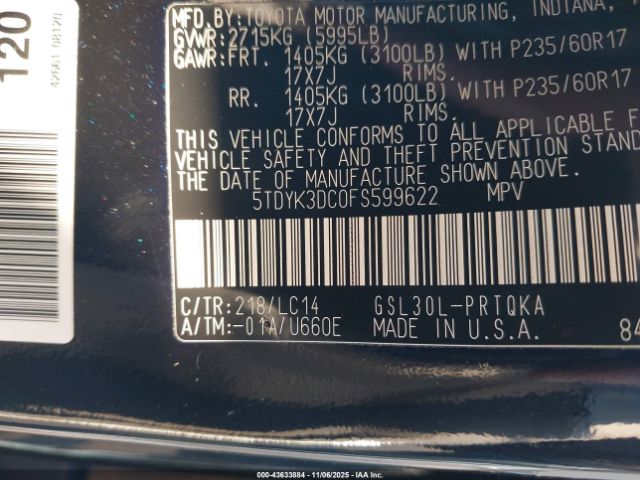 120
42661 08120
MFD. BY: TOYOTA MOTOR MANUFACTURING, INDIANA,
GVWR: 2715KG (5995LB)
GAWR: FRT. 1405KG (3100LB) WITH P235/60R17
17X7J RIMS.
RR. 1405KG (3100LB) WITH P235/60R17
17X7J RIMS.
THIS VEHICLE CONFORMS TO ALL APPLICABLE F
VEHICLE SAFETY AND THEFT PREVENTION STAND
THE DATE OF MANUFACTURE SHOWN ABOVE.
5TDYK3DC0FS599622 MPV
C/TR: 218/LC14 GSL30L-PRTQKA
A/TM: -01A/U660E MADE IN U.S.A.
84
000-43633884 - 11/06/2025 - IAA Inc.